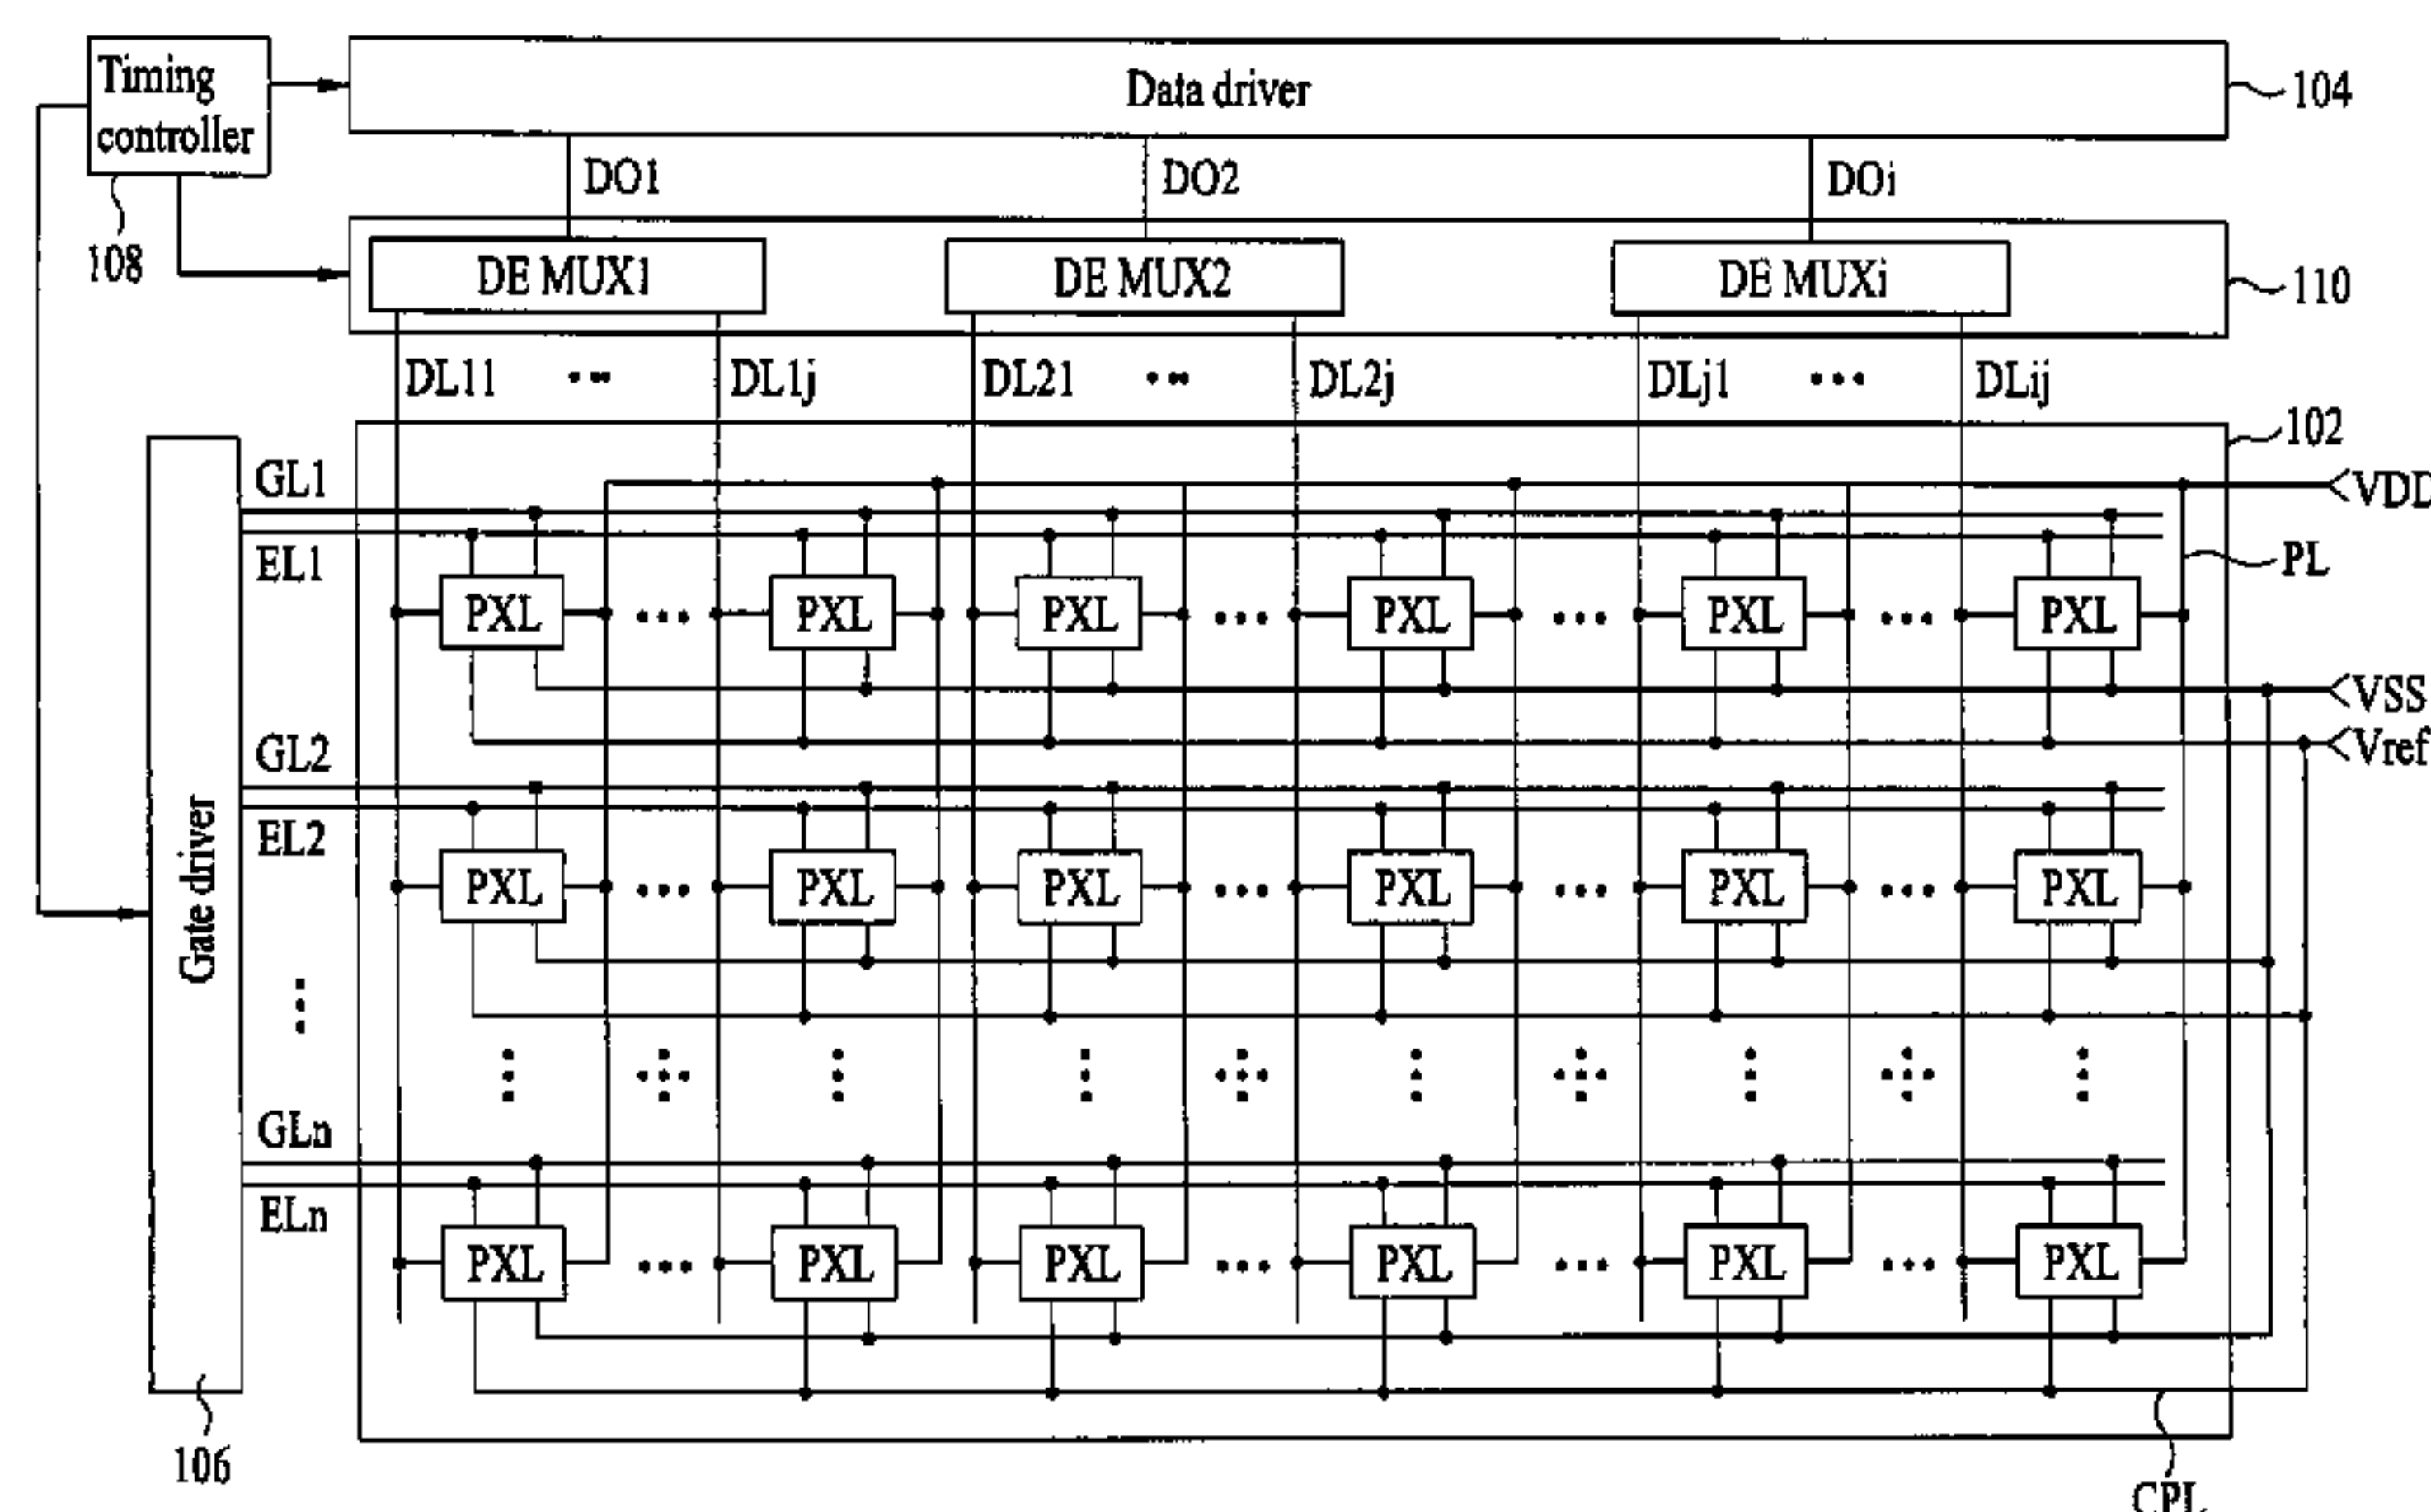 Timing
controller
Data driver
104
DO1 DO2 DOi
108
DE MUX1 DE MUX2 DE MUXi
110
DL11 ••• DL1j DL21 ••• DL2j DLj1 ••• DLij
102
GL1
VDD
EL1
PL
PXL ••• PXL PXL ••• PXL ••• PXL ••• PXL
VSS
GL2
Vref
EL2
PXL ••• PXL PXL ••• PXL ••• PXL ••• PXL
Gate driver
GLn
ELn
PXL ••• PXL PXL ••• PXL ••• PXL ••• PXL
106
CPL